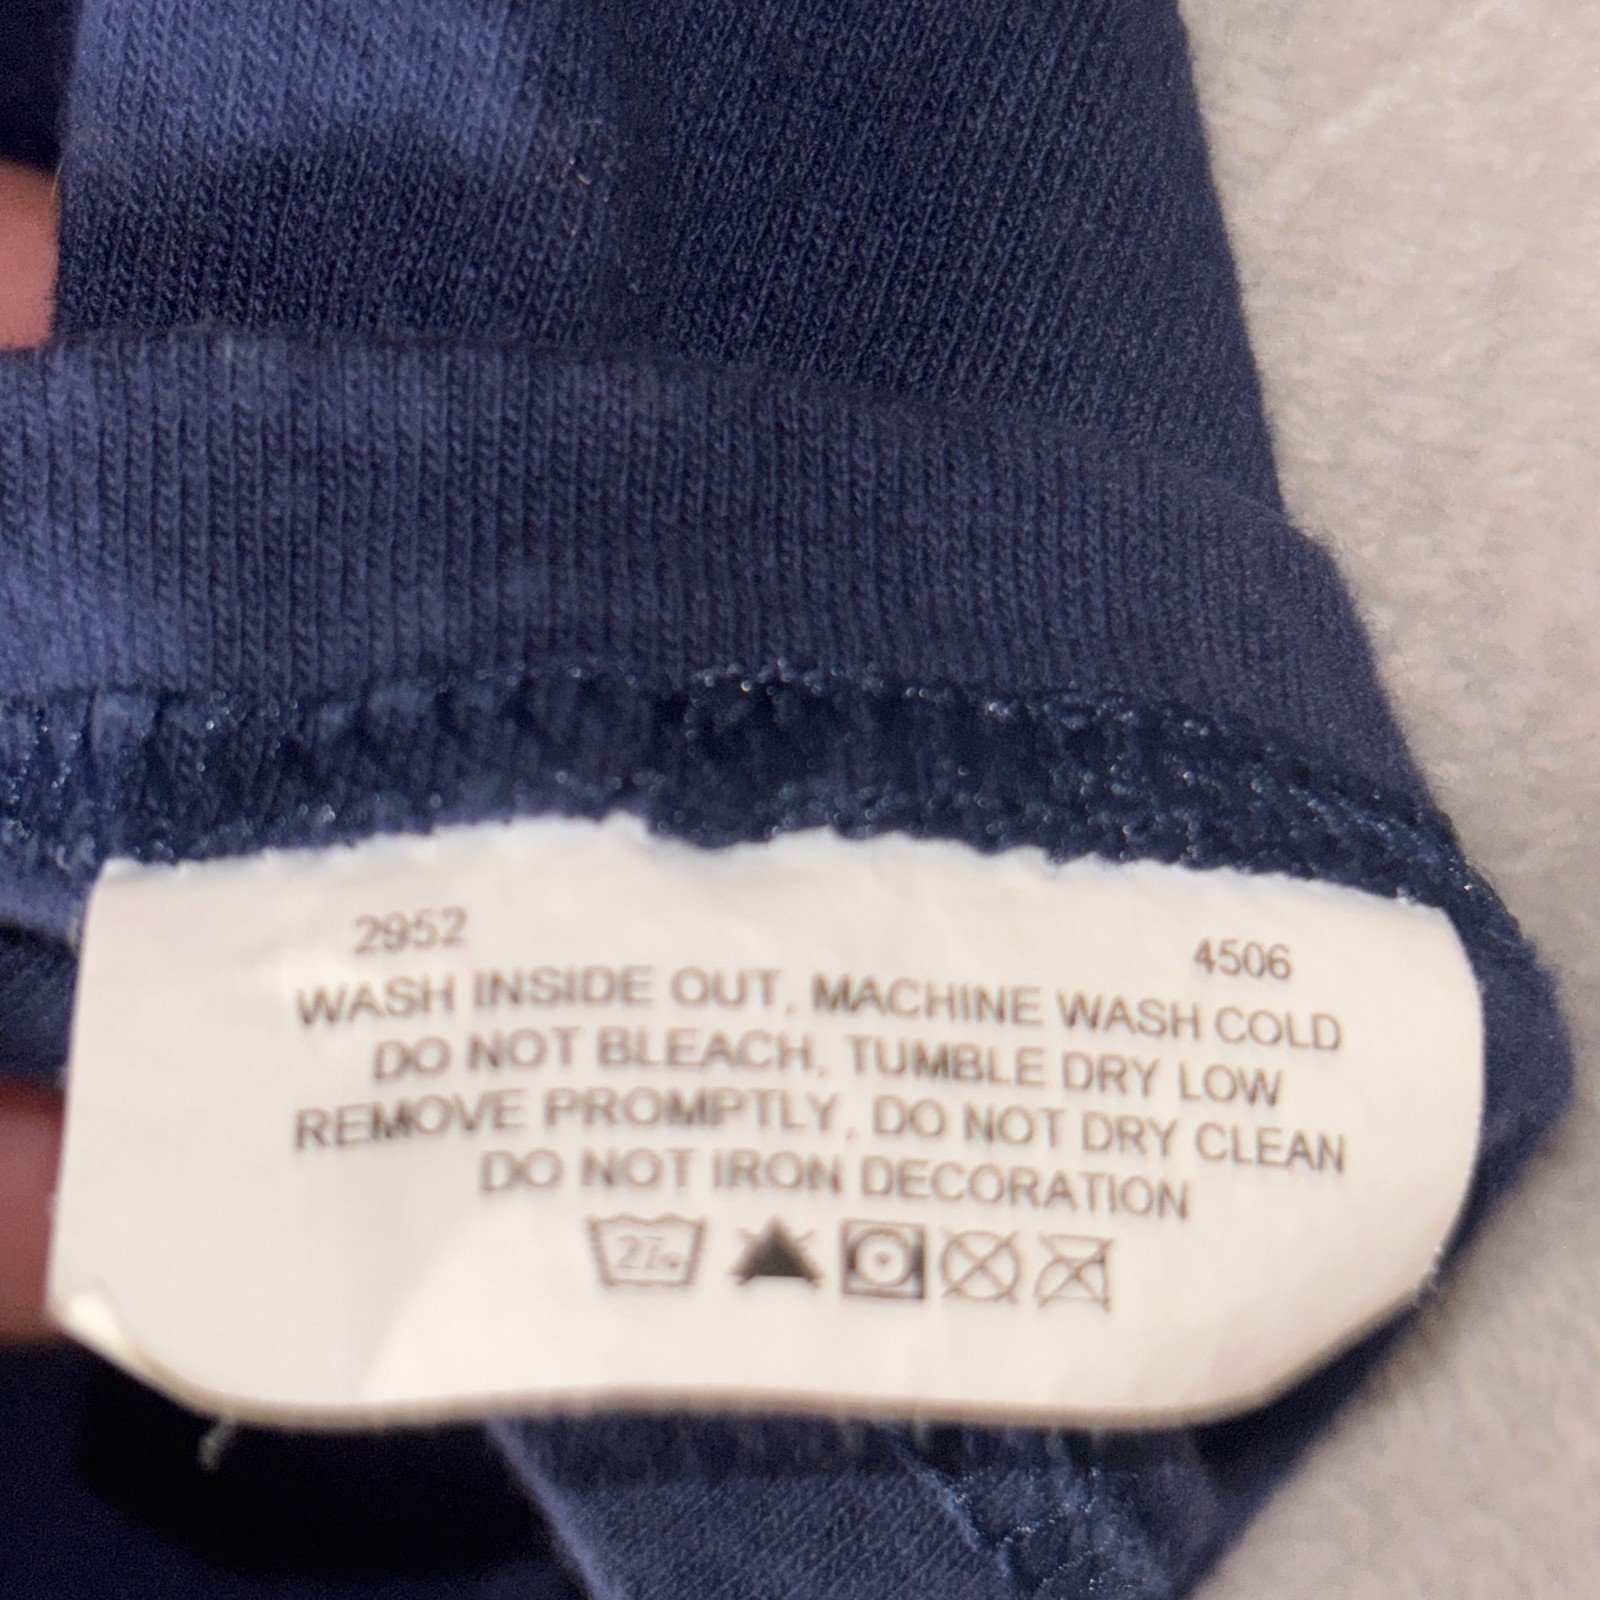 2952 4506
WASH INSIDE OUT, MACHINE WASH COLD
DO NOT BLEACH, TUMBLE DRY LOW
REMOVE PROMPTLY, DO NOT DRY CLEAN
DO NOT IRON DECORATION